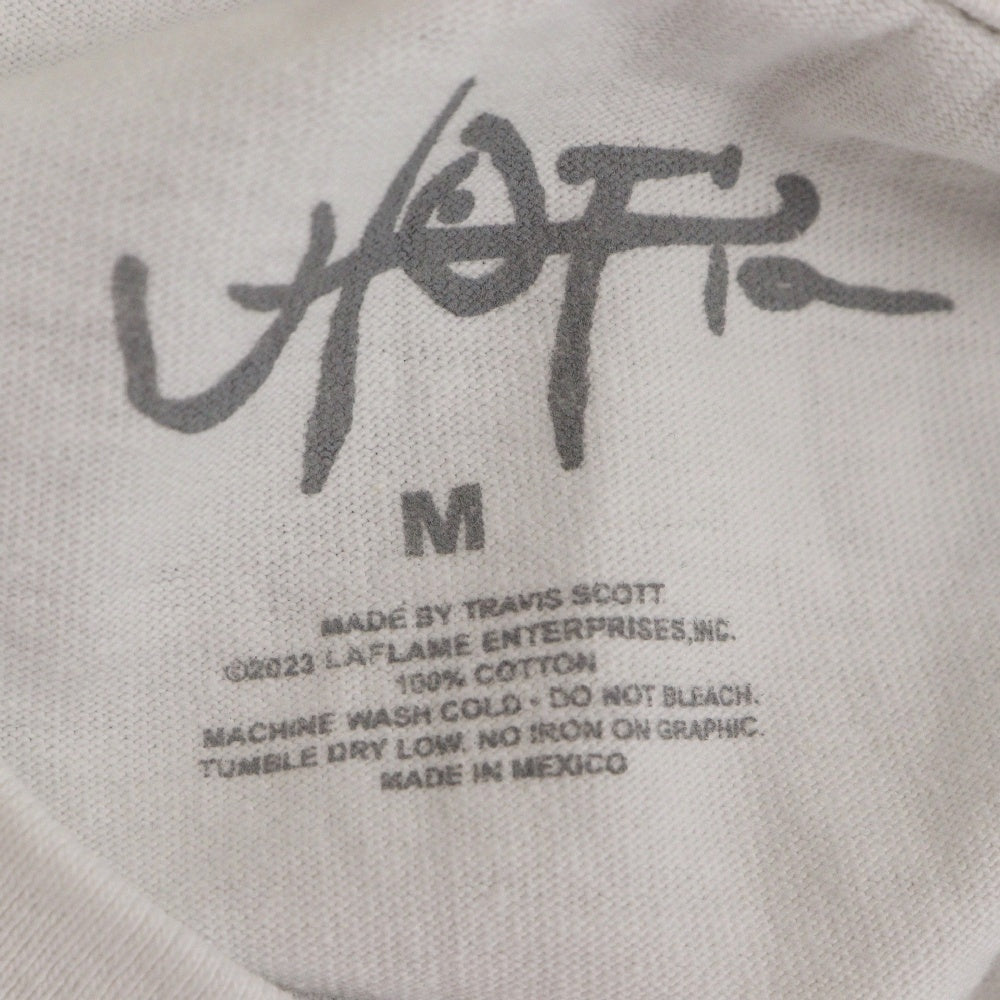 UTOPIA
M
MADE BY TRAVIS SCOTT
©2023 LAFLAME ENTERPRISES,INC.
100% COTTON
MACHINE WASH COLD • DO NOT BLEACH.
TUMBLE DRY LOW. NO IRON ON GRAPHIC.
MADE IN MEXICO